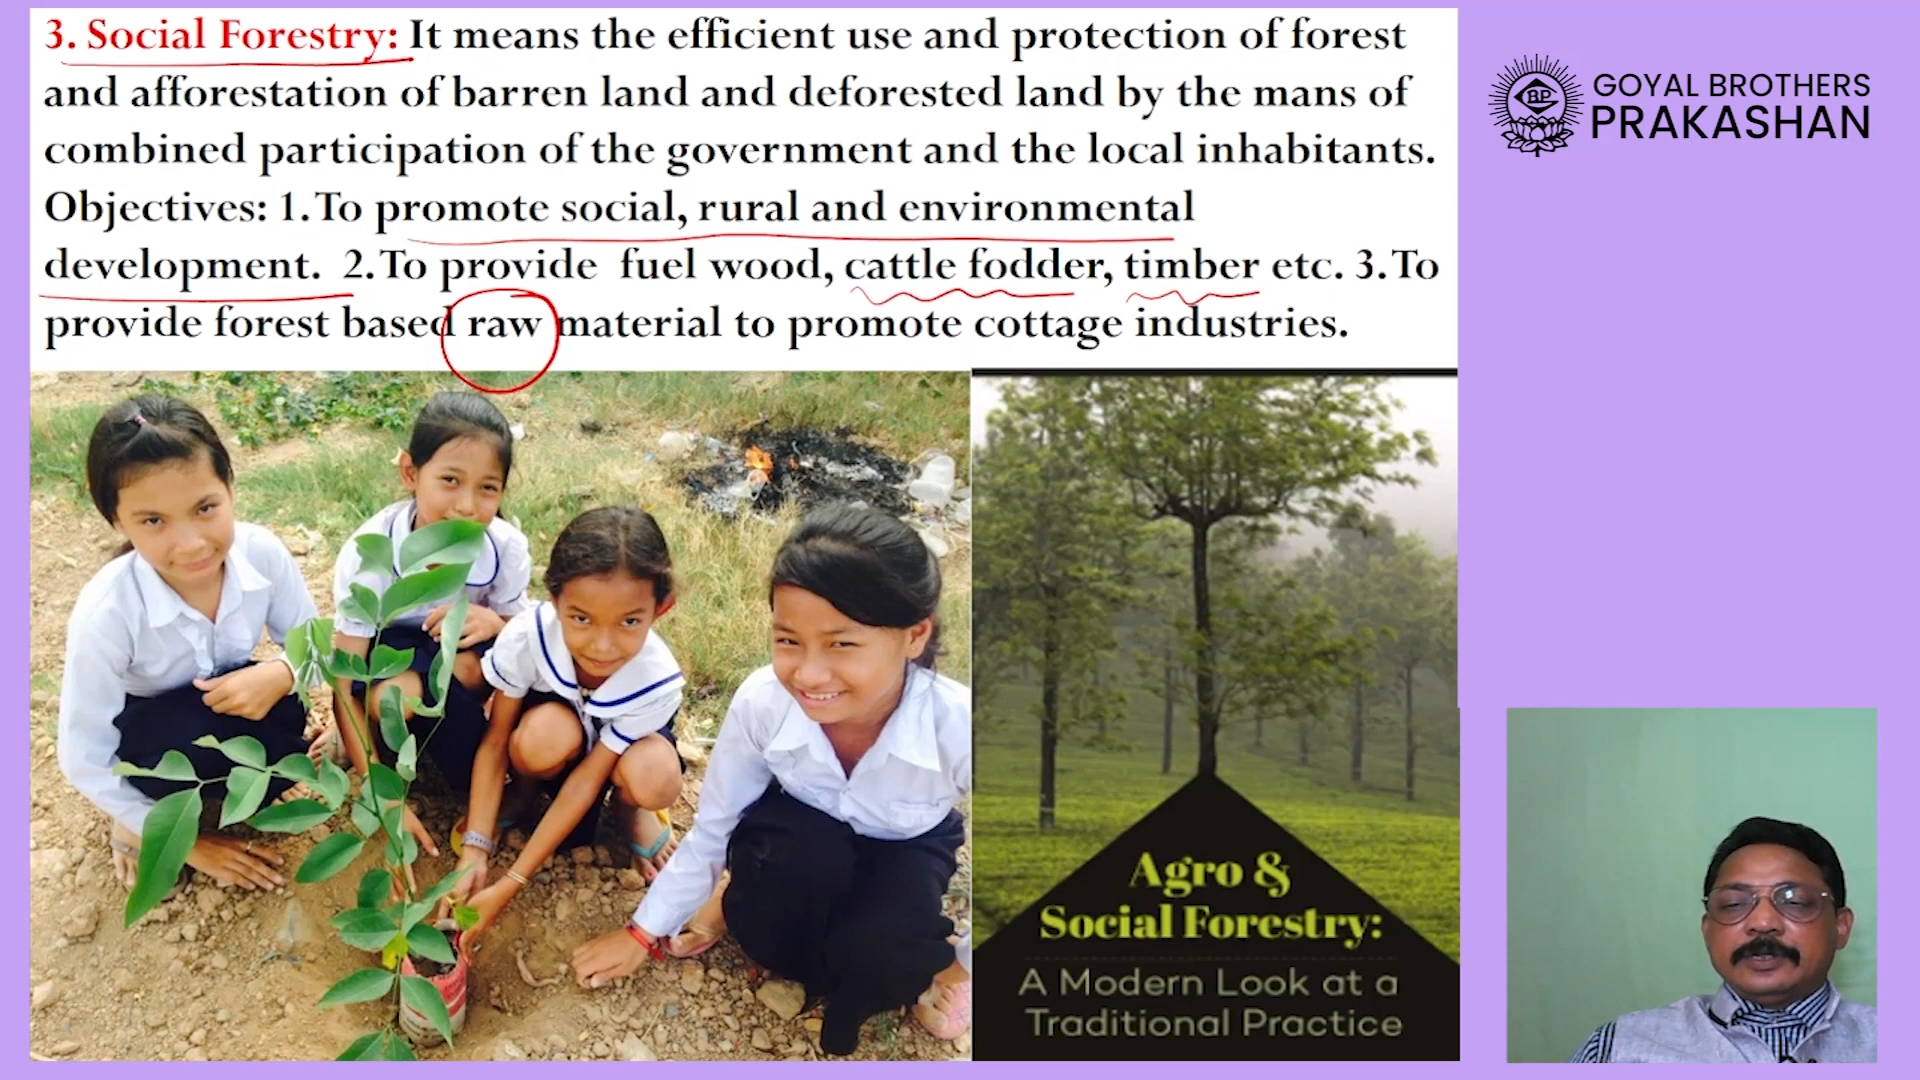 3. Social Forestry: It means the efficient use and protection of forest
and afforestation of barren land and deforested land by the mans of
combined participation of the government and the local inhabitants.
Objectives: 1.To promote social, rural and environmental
development. 2.To provide fuel wood, cattle fodder, timber etc. 3.To
provide forest based raw material to promote cottage industries.
GBP
GOYAL BROTHERS
PRAKASHAN
Agro &
Social Forestry:
A Modern Look at a
Traditional Practice